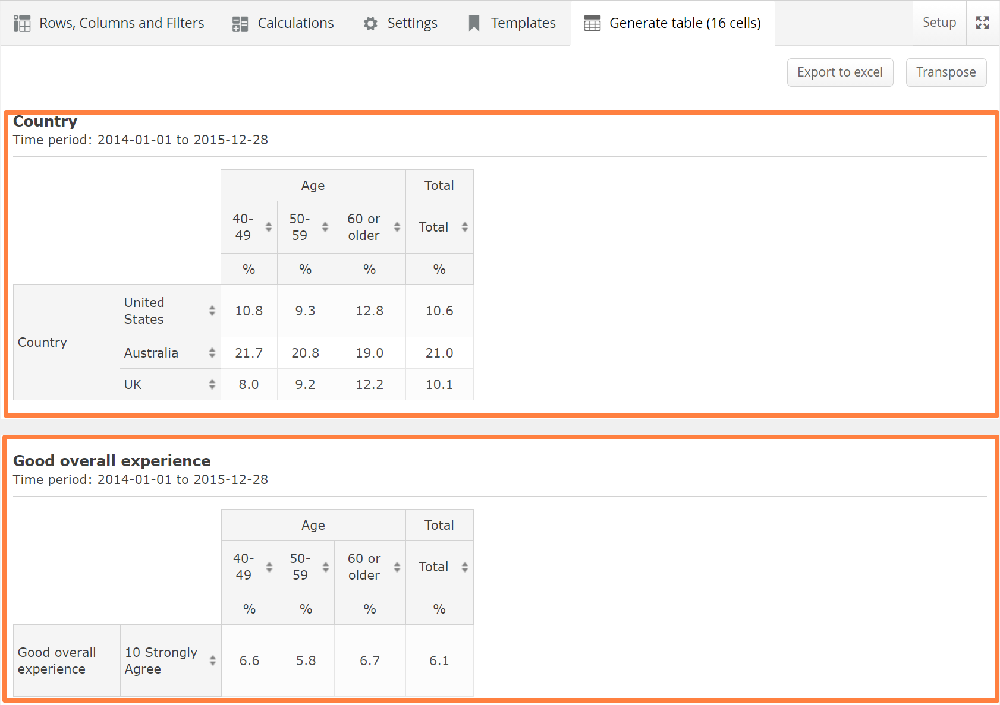 Rows, Columns and Filters Calculations Settings Templates Generate table (16 cells) Setup
Export to excel Transpose
Country
Time period: 2014-01-01 to 2015-12-28
Age Total
40-49 50-59 60 or older Total
% % % %
Country
United States 10.8 9.3 12.8 10.6
Australia 21.7 20.8 19.0 21.0
UK 8.0 9.2 12.2 10.1
Good overall experience
Time period: 2014-01-01 to 2015-12-28
Age Total
40-49 50-59 60 or older Total
% % % %
Good overall experience 10 Strongly Agree 6.6 5.8 6.7 6.1